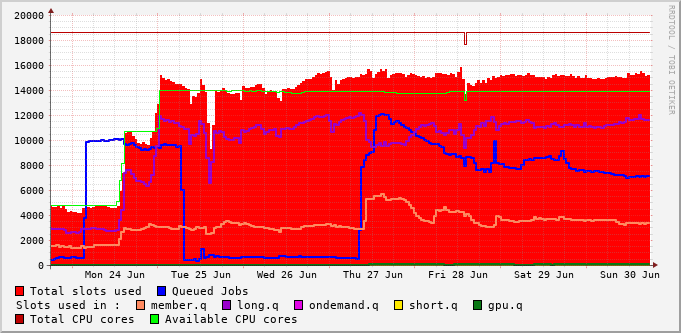 20000
18000
16000
14000
12000
10000
8000
6000
4000
2000
0
Mon 24 Jun Tue 25 Jun Wed 26 Jun Thu 27 Jun Fri 28 Jun Sat 29 Jun Sun 30 Jun
RRDTOOL / TOBI OETIKER
Total slots used Queued Jobs
Slots used in : member.q long.q ondemand.q short.q gpu.q
Total CPU cores Available CPU cores